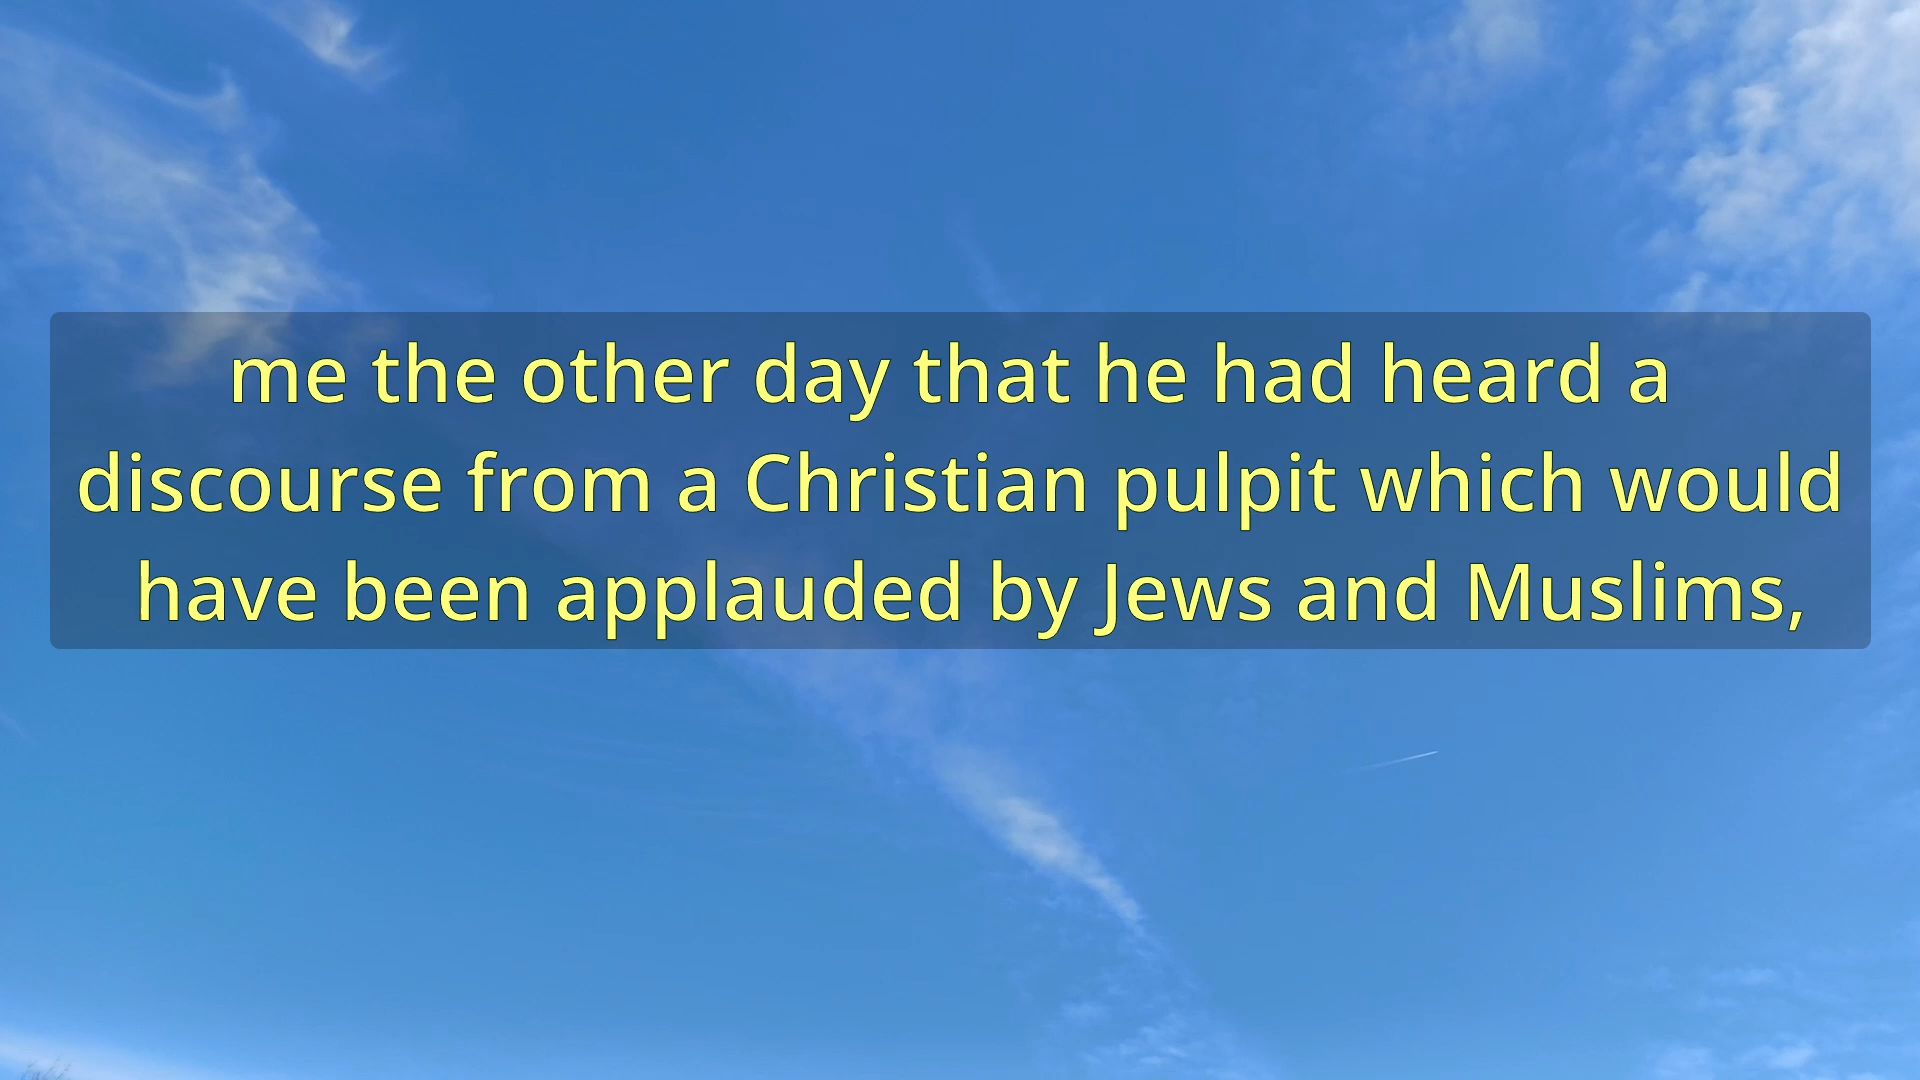 me the other day that he had heard a
discourse from a Christian pulpit which would
have been applauded by Jews and Muslims,